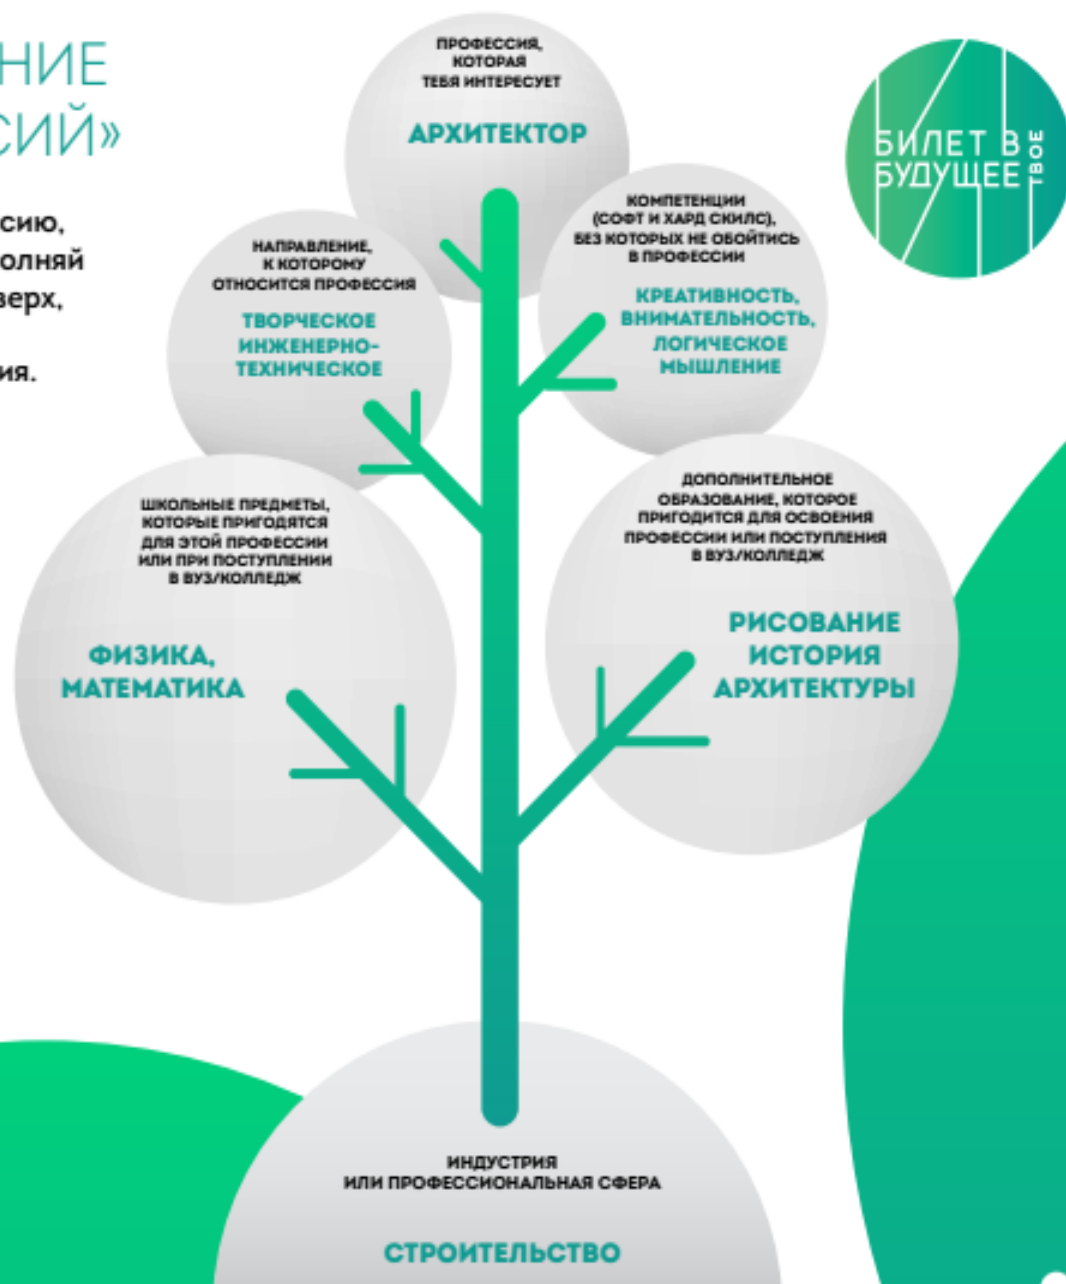 НИЕ
СИЙ»
сию,
олняй
верх,
ия.
ПРОФЕССИЯ,
КОТОРАЯ
ТЕБЯ ИНТЕРЕСУЕТ
АРХИТЕКТОР
БИЛЕТ В
БУДУЩЕЕ
ТВОЕ
НАПРАВЛЕНИЕ,
К КОТОРОМУ
ОТНОСИТСЯ ПРОФЕССИЯ
ТВОРЧЕСКОЕ
ИНЖЕНЕРНО-
ТЕХНИЧЕСКОЕ
КОМПЕТЕНЦИИ
(СОФТ И ХАРД СКИЛС),
БЕЗ КОТОРЫХ НЕ ОБОЙТИСЬ
В ПРОФЕССИИ
КРЕАТИВНОСТЬ,
ВНИМАТЕЛЬНОСТЬ,
ЛОГИЧЕСКОЕ
МЫШЛЕНИЕ
ШКОЛЬНЫЕ ПРЕДМЕТЫ,
КОТОРЫЕ ПРИГОДЯТСЯ
ДЛЯ ЭТОЙ ПРОФЕССИИ
ИЛИ ПРИ ПОСТУПЛЕНИИ
В ВУЗ/КОЛЛЕДЖ
ФИЗИКА,
МАТЕМАТИКА
ДОПОЛНИТЕЛЬНОЕ
ОБРАЗОВАНИЕ, КОТОРОЕ
ПРИГОДИТСЯ ДЛЯ ОСВОЕНИЯ
ПРОФЕССИИ ИЛИ ПОСТУПЛЕНИЯ
В ВУЗ/КОЛЛЕДЖ
РИСОВАНИЕ
ИСТОРИЯ
АРХИТЕКТУРЫ
ИНДУСТРИЯ
ИЛИ ПРОФЕССИОНАЛЬНАЯ СФЕРА
СТРОИТЕЛЬСТВО